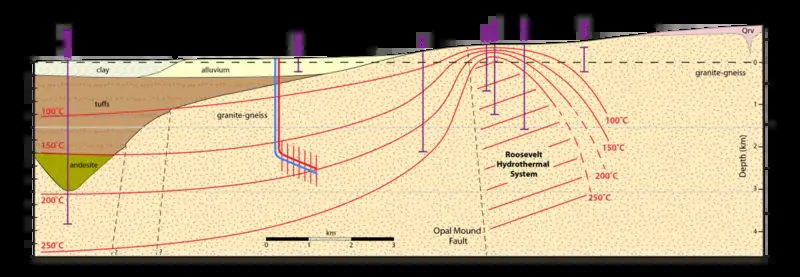 Qrv
clay
alluvium
0
granite-gneiss
tuffs
100˚C
granite-gneiss
1
100˚C
150˚C
150˚C
andesite
Roosevelt
Hydrothermal
System
2
Depth (km)
200˚C
200˚C
250˚C
3
km
0
1
2
3
Opal Mound
Fault
4
250˚C
?
?